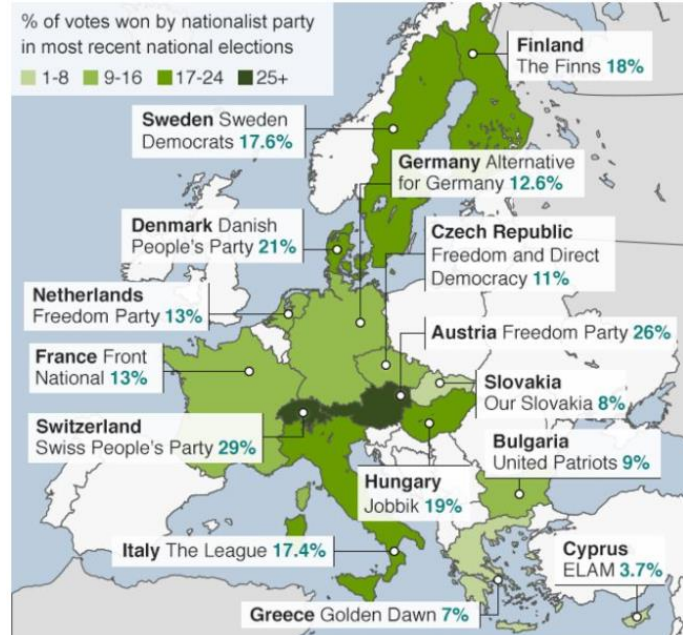 % of votes won by nationalist party
in most recent national elections
1-8 9-16 17-24 25+
Finland
The Finns 18%
Sweden Sweden
Democrats 17.6%
Germany Alternative
for Germany 12.6%
Denmark Danish
People's Party 21%
Czech Republic
Freedom and Direct
Democracy 11%
Netherlands
Freedom Party 13%
Austria Freedom Party 26%
France Front
National 13%
Slovakia
Our Slovakia 8%
Switzerland
Swiss People's Party 29%
Bulgaria
United Patriots 9%
Hungary
Jobbik 19%
Italy The League 17.4%
Cyprus
ELAM 3.7%
Greece Golden Dawn 7%